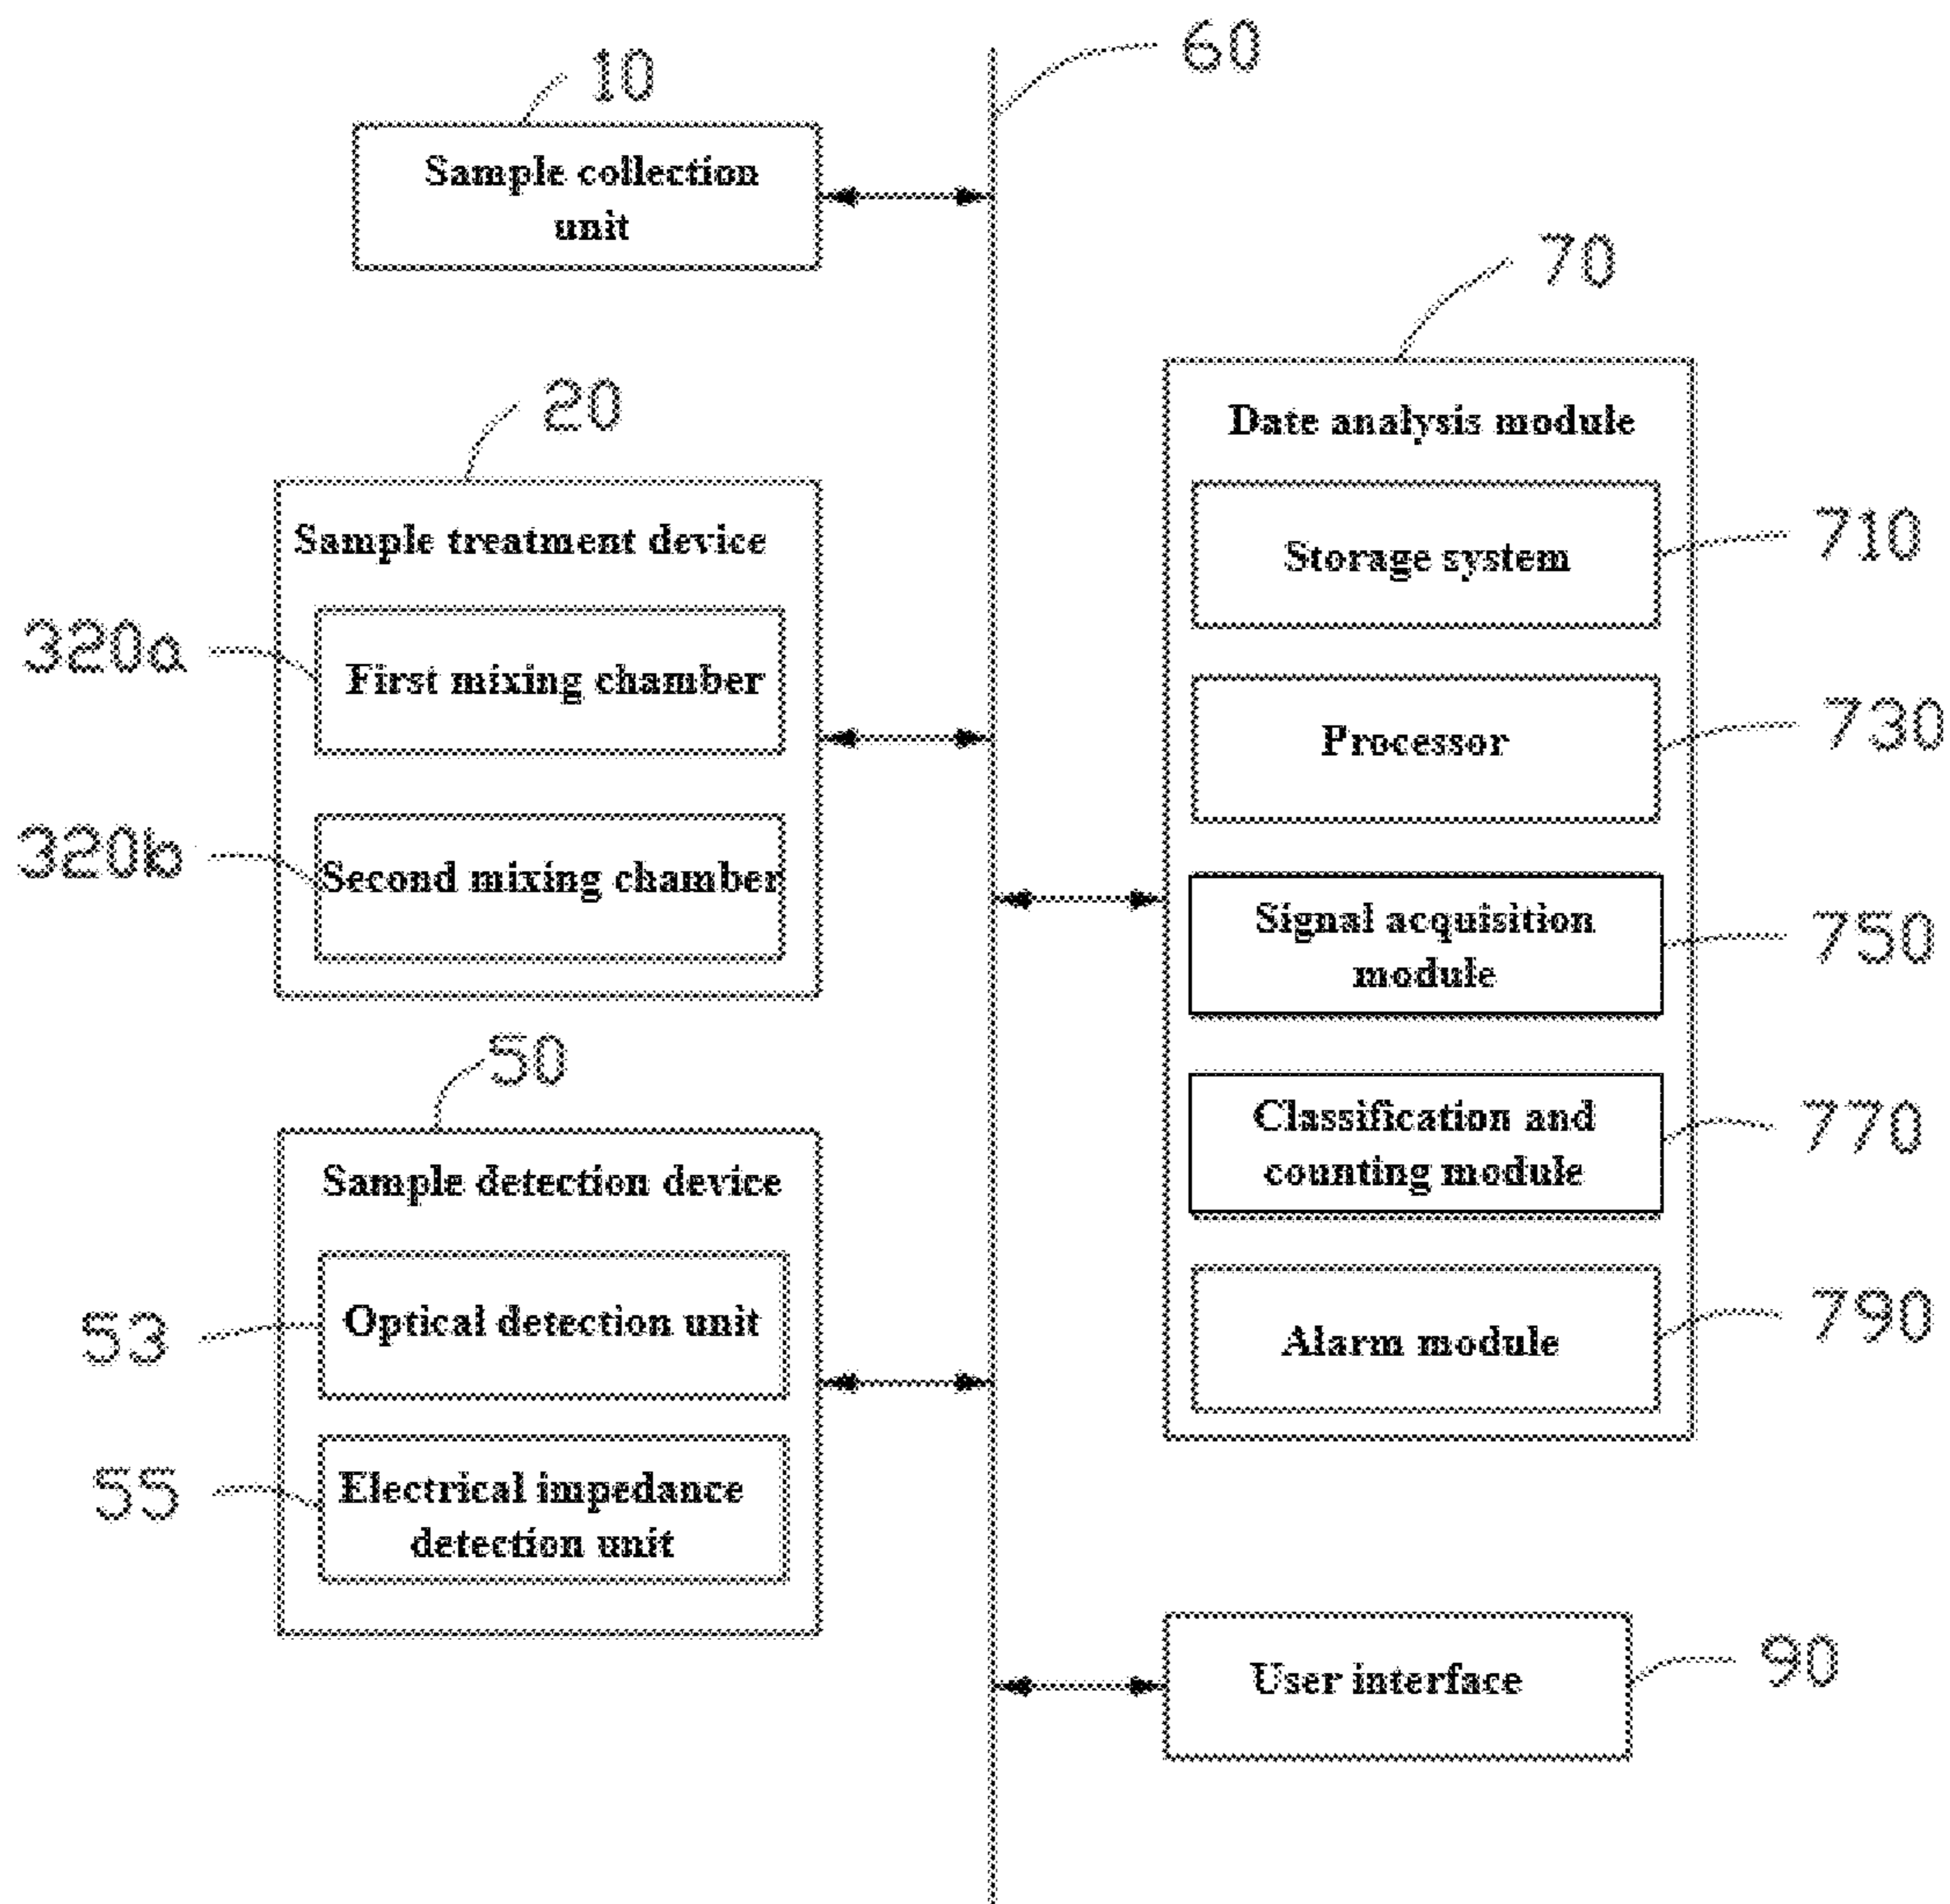 10
60
Sample collection
unit
70
20
Date analysis module
Sample treatment device
Storage system
710
320a
First mixing chamber
Processor
730
320b
Second mixing chamber
Signal acquisition
module
750
50
Classification and
counting module
770
Sample detection device
53
Optical detection unit
Alarm module
790
55
Electrical impedance
detection unit
User interface
90